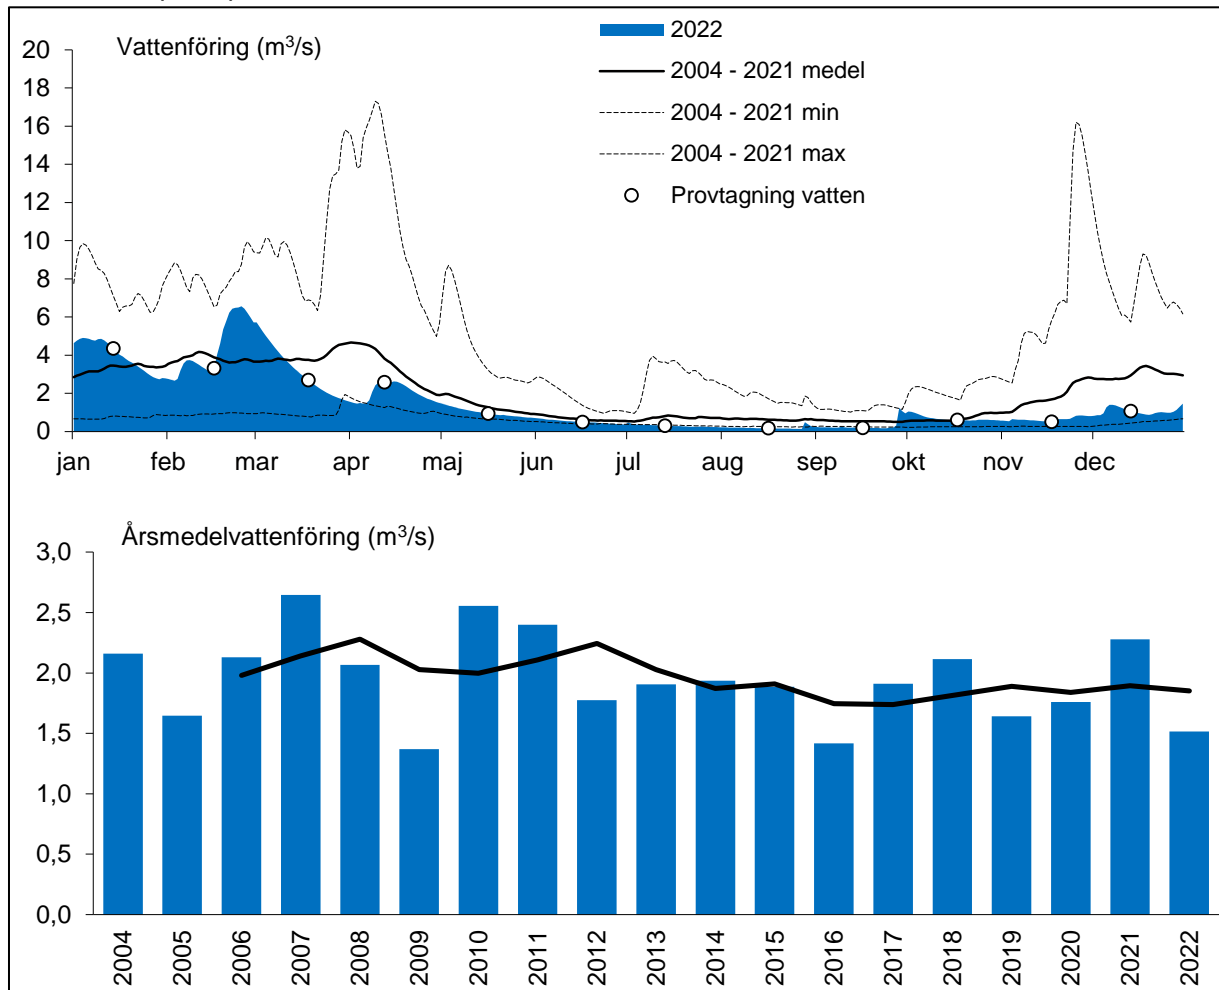 Vattenföring (m³/s)
2022
2004 - 2021 medel
2004 - 2021 min
2004 - 2021 max
Provtagning vatten
20
18
16
14
12
10
8
6
4
2
0
jan feb mar apr maj jun jul aug sep okt nov dec
Årsmedelvattenföring (m³/s)
3,0
2,5
2,0
1,5
1,0
0,5
0,0
2004 2005 2006 2007 2008 2009 2010 2011 2012 2013 2014 2015 2016 2017 2018 2019 2020 2021 2022